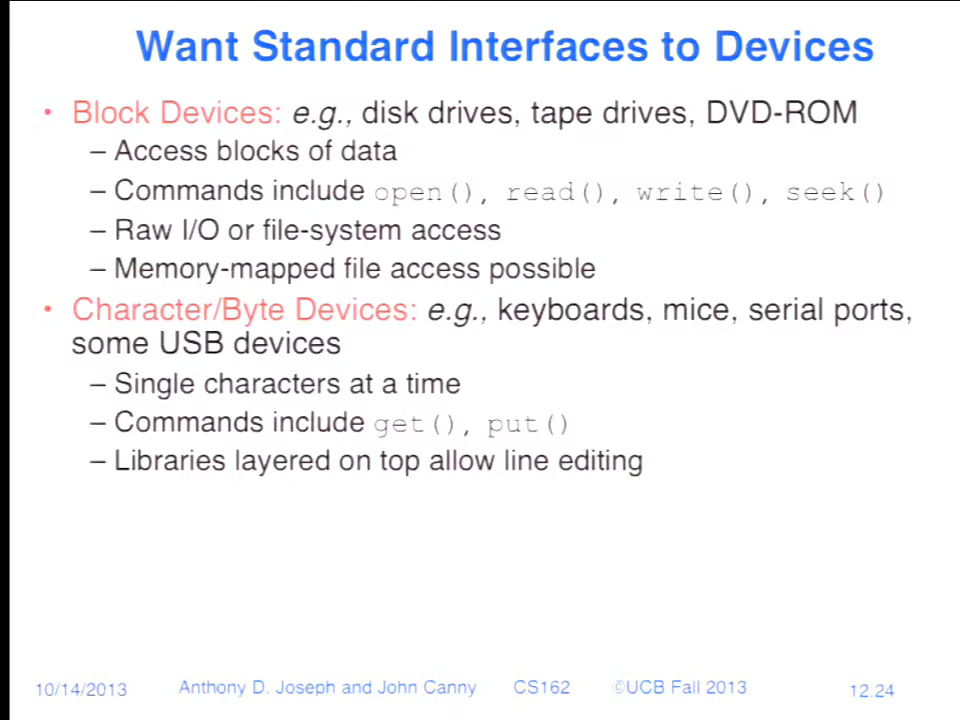 Want Standard Interfaces to Devices
• Block Devices: e.g., disk drives, tape drives, DVD-ROM
– Access blocks of data
– Commands include open(), read(), write(), seek()
– Raw I/O or file-system access
– Memory-mapped file access possible
• Character/Byte Devices: e.g., keyboards, mice, serial ports,
some USB devices
– Single characters at a time
– Commands include get(), put()
– Libraries layered on top allow line editing
10/14/2013 Anthony D. Joseph and John Canny CS162 ©UCB Fall 2013 12.24